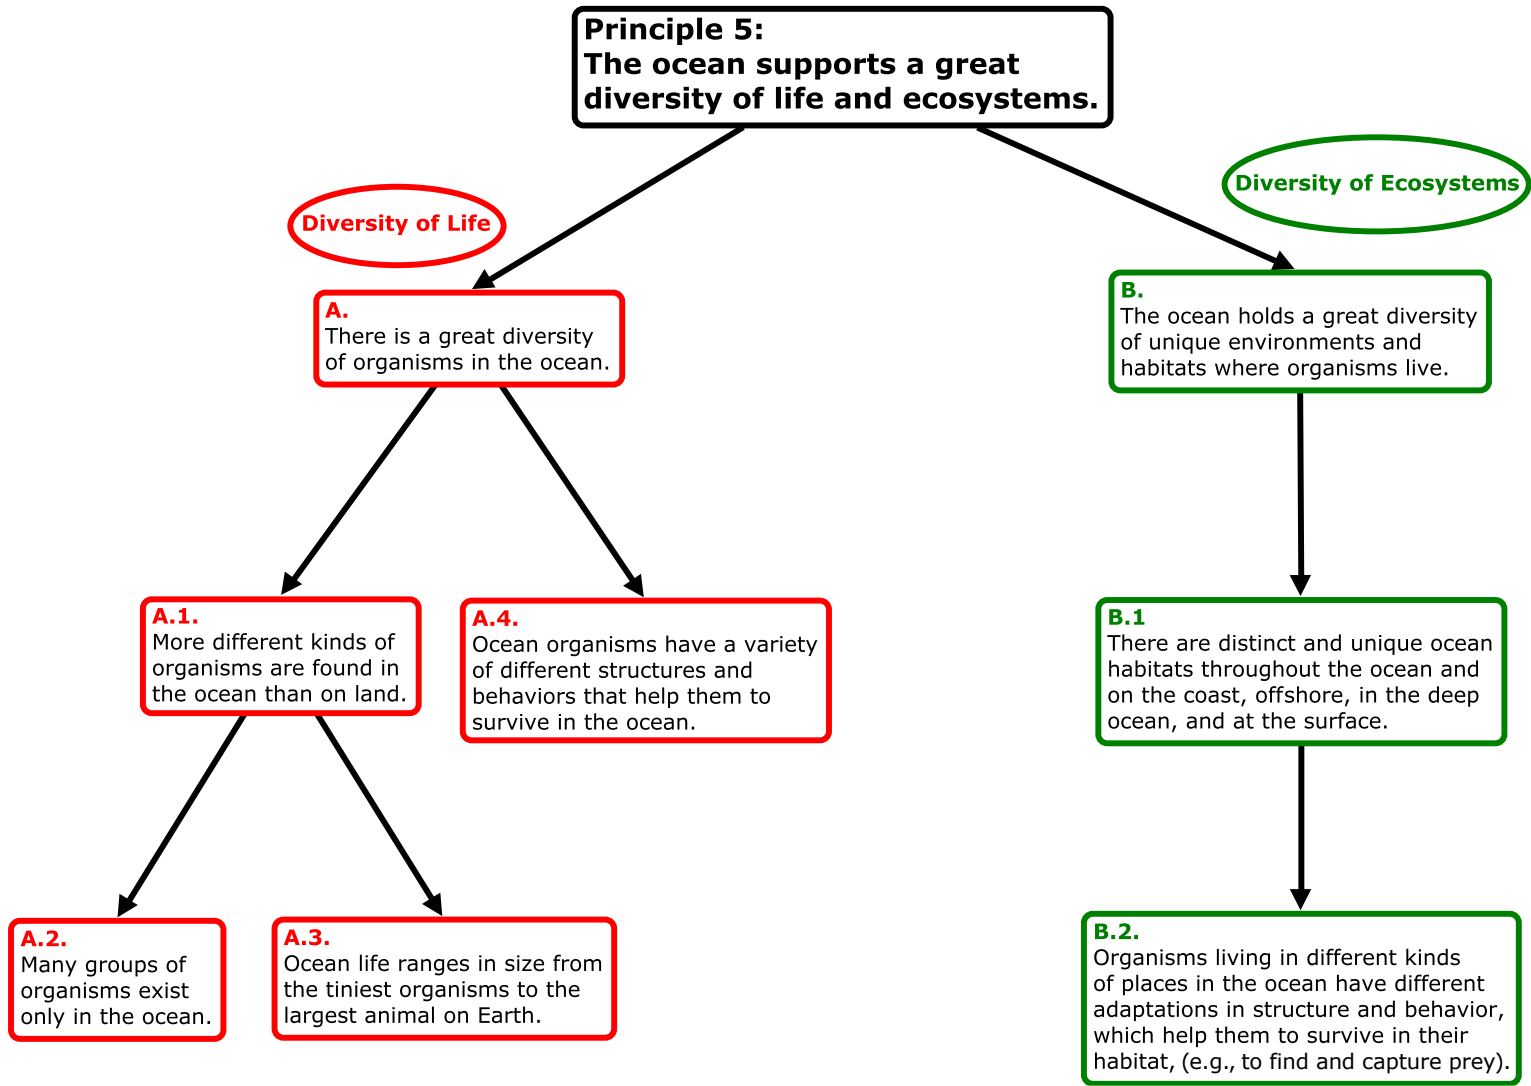 Principle 5:
The ocean supports a great
diversity of life and ecosystems.
Diversity of Life
Diversity of Ecosystems
A.
There is a great diversity
of organisms in the ocean.
B.
The ocean holds a great diversity
of unique environments and
habitats where organisms live.
A.1.
More different kinds of
organisms are found in
the ocean than on land.
A.4.
Ocean organisms have a variety
of different structures and
behaviors that help them to
survive in the ocean.
B.1
There are distinct and unique ocean
habitats throughout the ocean and
on the coast, offshore, in the deep
ocean, and at the surface.
A.2.
Many groups of
organisms exist
only in the ocean.
A.3.
Ocean life ranges in size from
the tiniest organisms to the
largest animal on Earth.
B.2.
Organisms living in different kinds
of places in the ocean have different
adaptations in structure and behavior,
which help them to survive in their
habitat, (e.g., to find and capture prey).